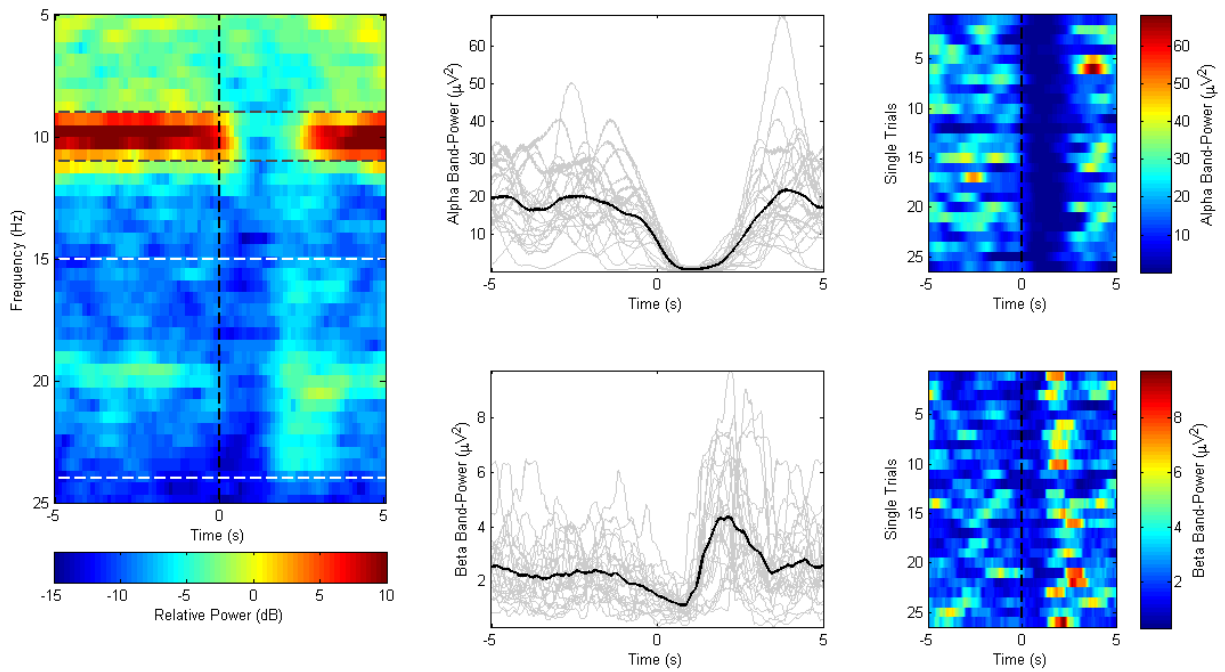 5
10
15
20
25
Frequency (Hz)
-5 0 5
Time (s)
-15 -10 -5 0 5 10
Relative Power (dB)
60
50
40
30
20
10
Alpha Band-Power (μV²)
-5 0 5
Time (s)
5
10
15
20
25
Single Trials
-5 0 5
Time (s)
60
50
40
30
20
10
Alpha Band-Power (μV²)
8
6
4
2
Beta Band-Power (μV²)
-5 0 5
Time (s)
5
10
15
20
25
Single Trials
-5 0 5
Time (s)
8
6
4
2
Beta Band-Power (μV²)